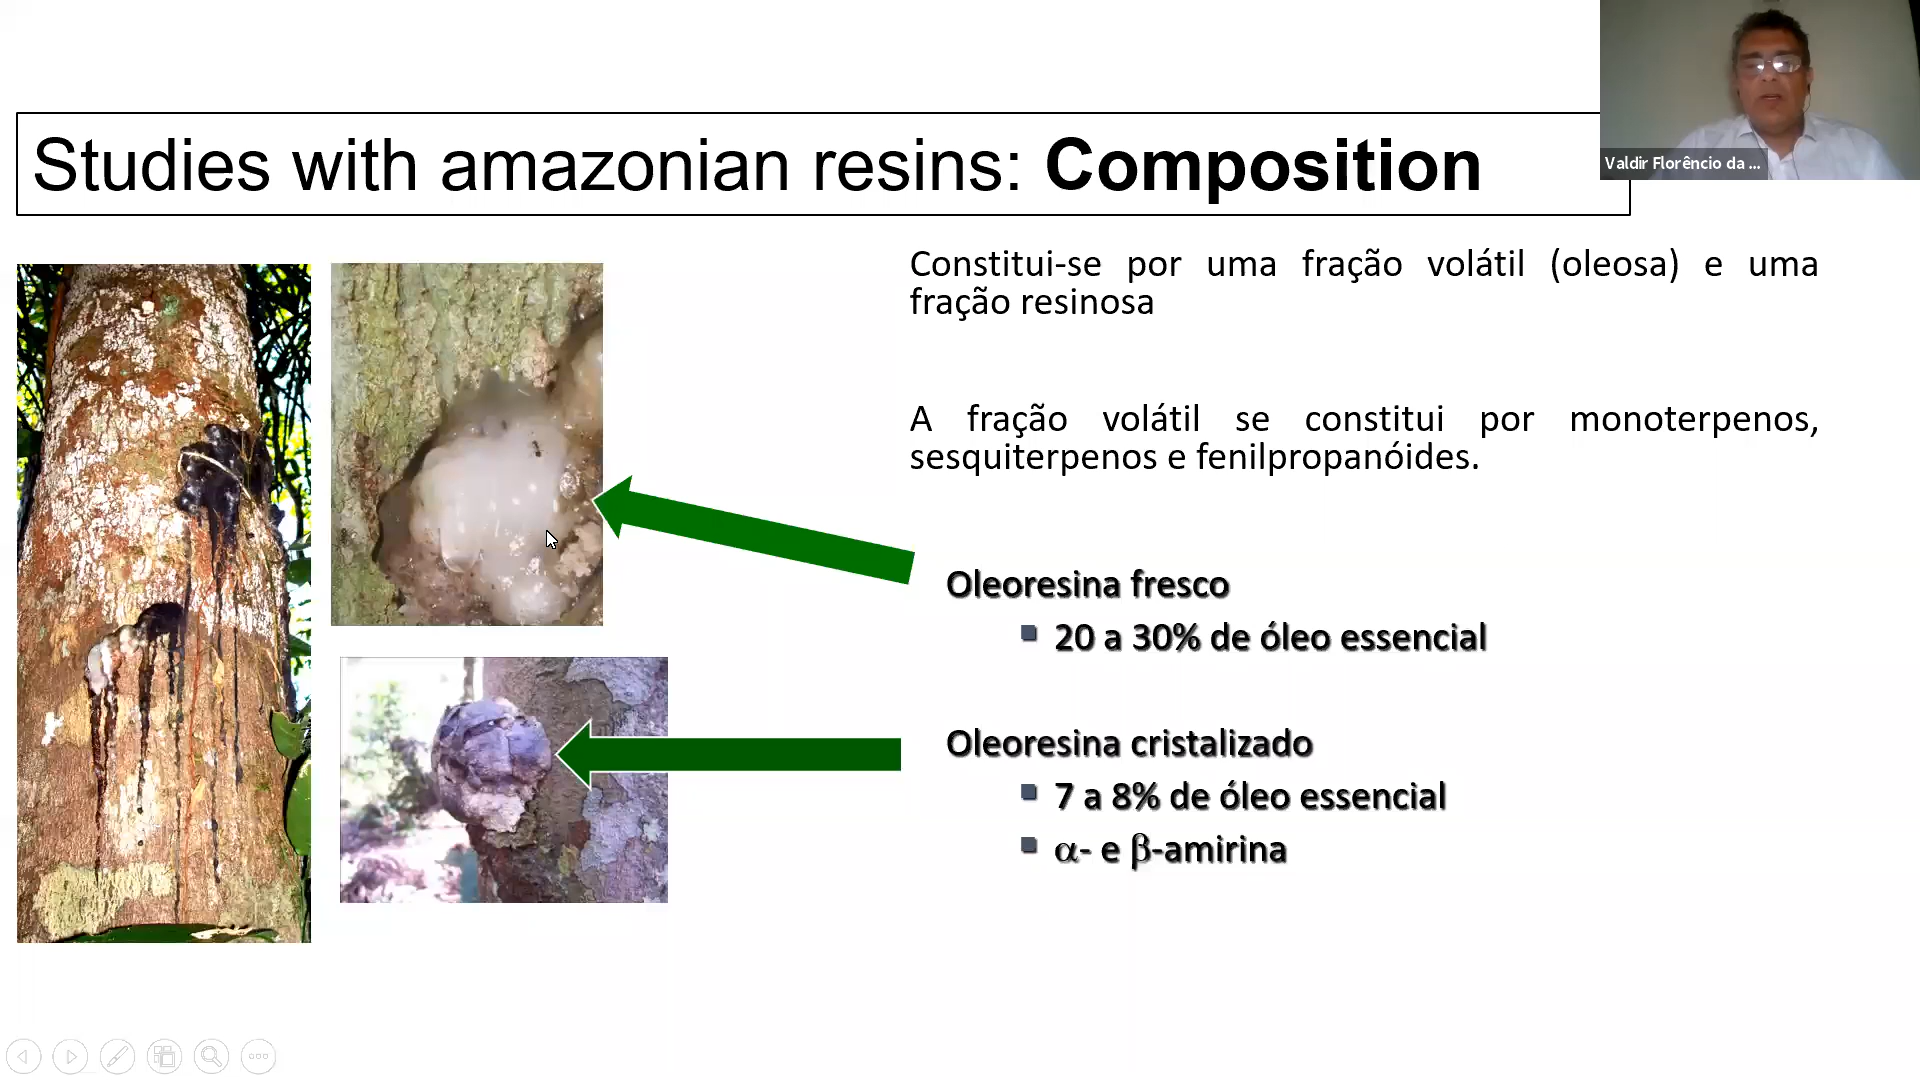 Valdir Florêncio da ...
Studies with amazonian resins: Composition
Constitui-se por uma fração volátil (oleosa) e uma
fração resinosa
A fração volátil se constitui por monoterpenos,
sesquiterpenos e fenilpropanóides.
Oleoresina fresco
20 a 30% de óleo essencial
Oleoresina cristalizado
7 a 8% de óleo essencial
α- e β-amirina